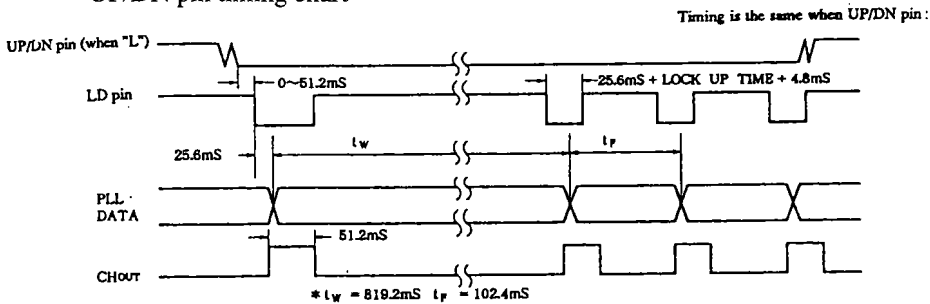 UP/DN pin timing chart
Timing is the same when UP/DN pin :
UP/DN pin (when "L")
0~51.2mS
25.6mS + LOCK UP TIME + 4.8mS
LD pin
tw
tF
25.6mS
PLL
DATA
51.2mS
CHOUT
* tw = 819.2mS tF = 102.4mS